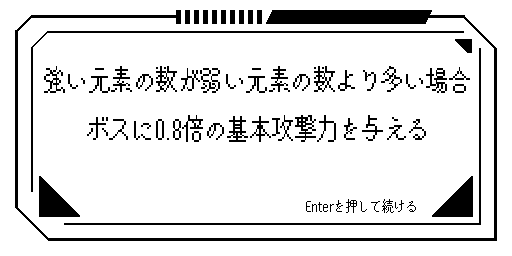 強い元素の数が弱い元素の数より多い場合
ボスに0.8倍の基本攻撃力を与える
Enterを押して続ける